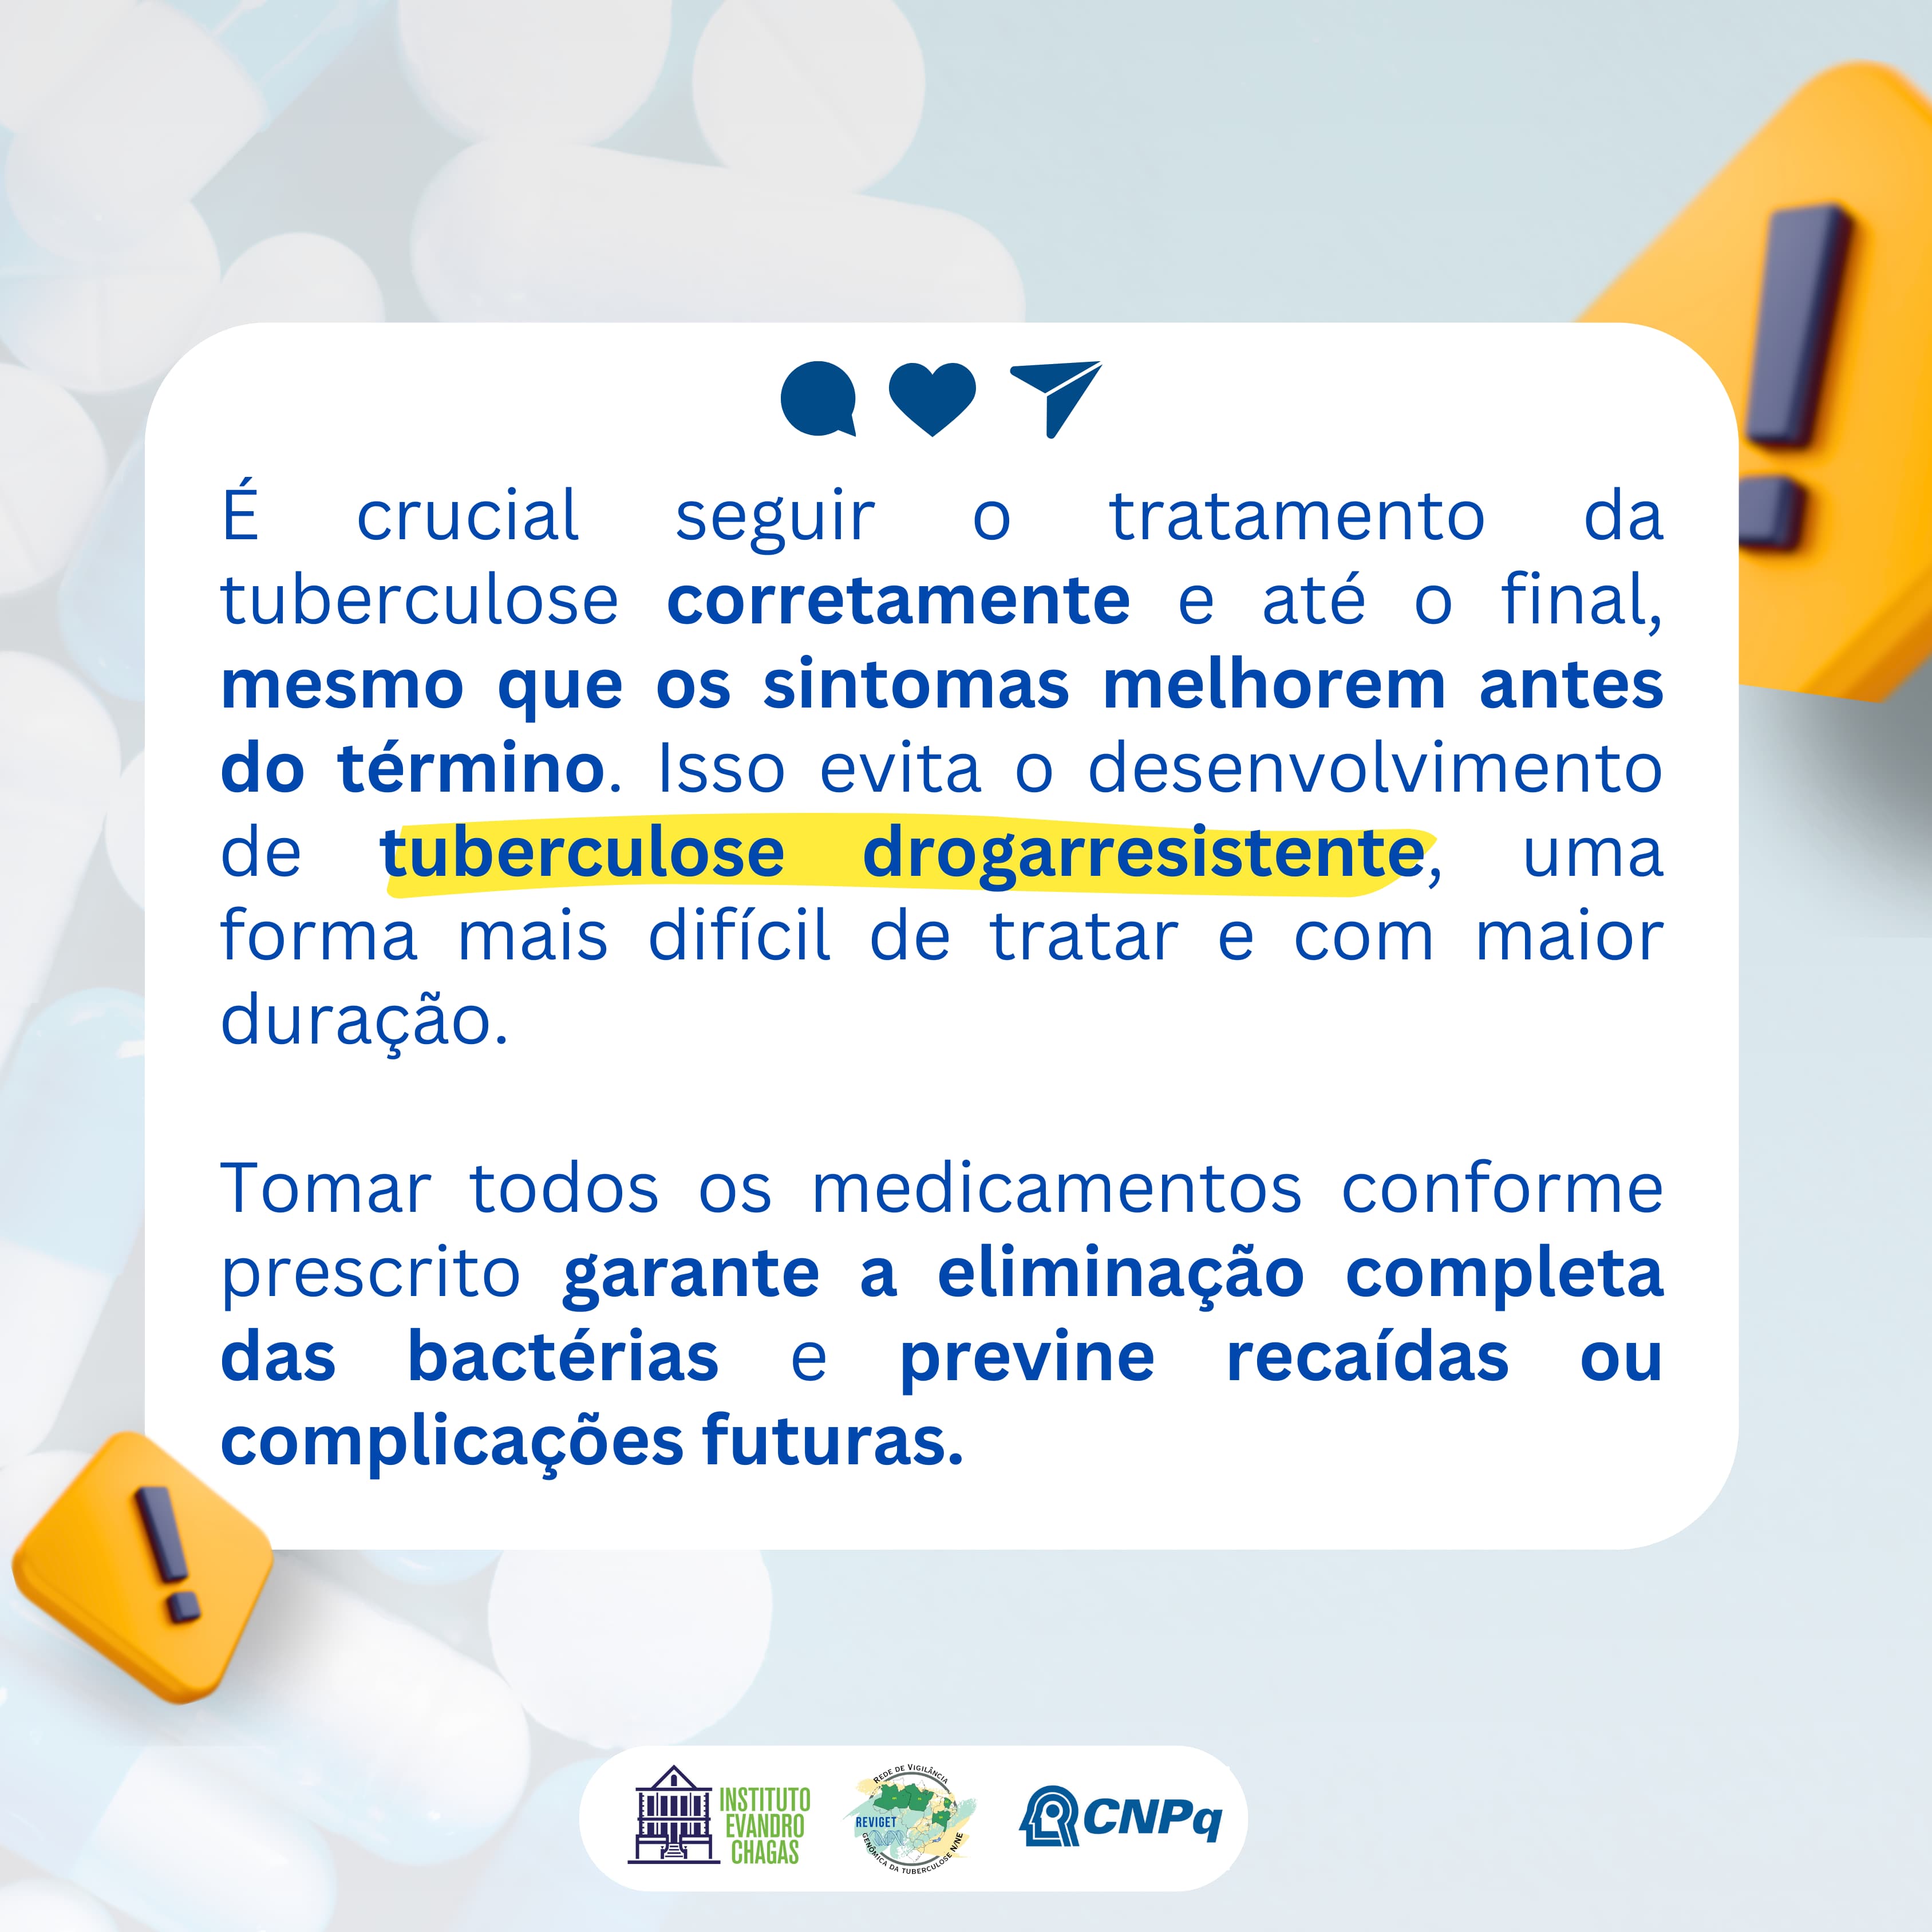 É crucial seguir o tratamento da
tuberculose corretamente e até o final,
mesmo que os sintomas melhorem antes
do término. Isso evita o desenvolvimento
de tuberculose drogarresistente, uma
forma mais difícil de tratar e com maior
duração.
Tomar todos os medicamentos conforme
prescrito garante a eliminação completa
das bactérias e previne recaídas ou
complicações futuras.
INSTITUTO
EVANDRO
CHAGAS
REDE DE VIGILÂNCIA
REVIGET
GENÔMICA DA TUBERCULOSE N/NE
CNPq